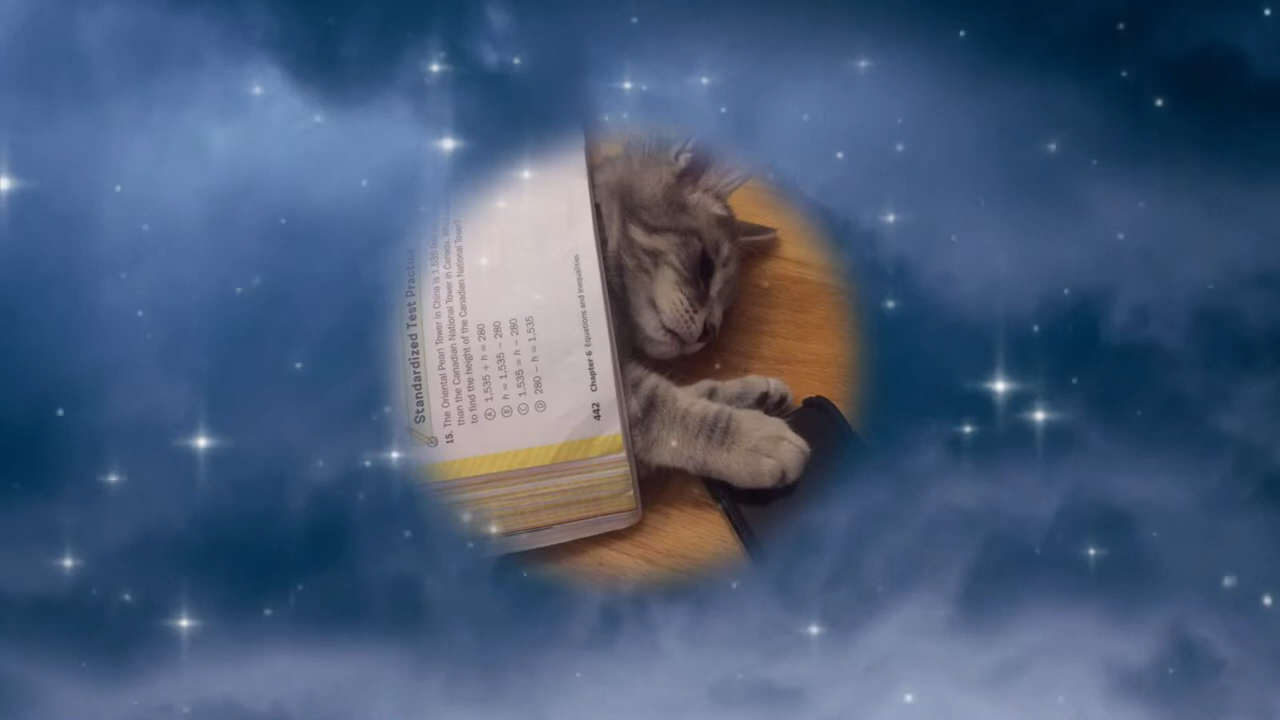 Standardized Test Practic
15. The Oriental Pearl Tower in China is 1,535 fee
than the Canadian National Tower in Canada, 
to find the height of the Canadian National Tower?
Ⓐ 1,535 + h = 280
Ⓑ h = 1,535 − 280
Ⓒ 1,535 = h − 280
Ⓓ 280 − h = 1,535
442 Chapter 6 Equations and Inequalities